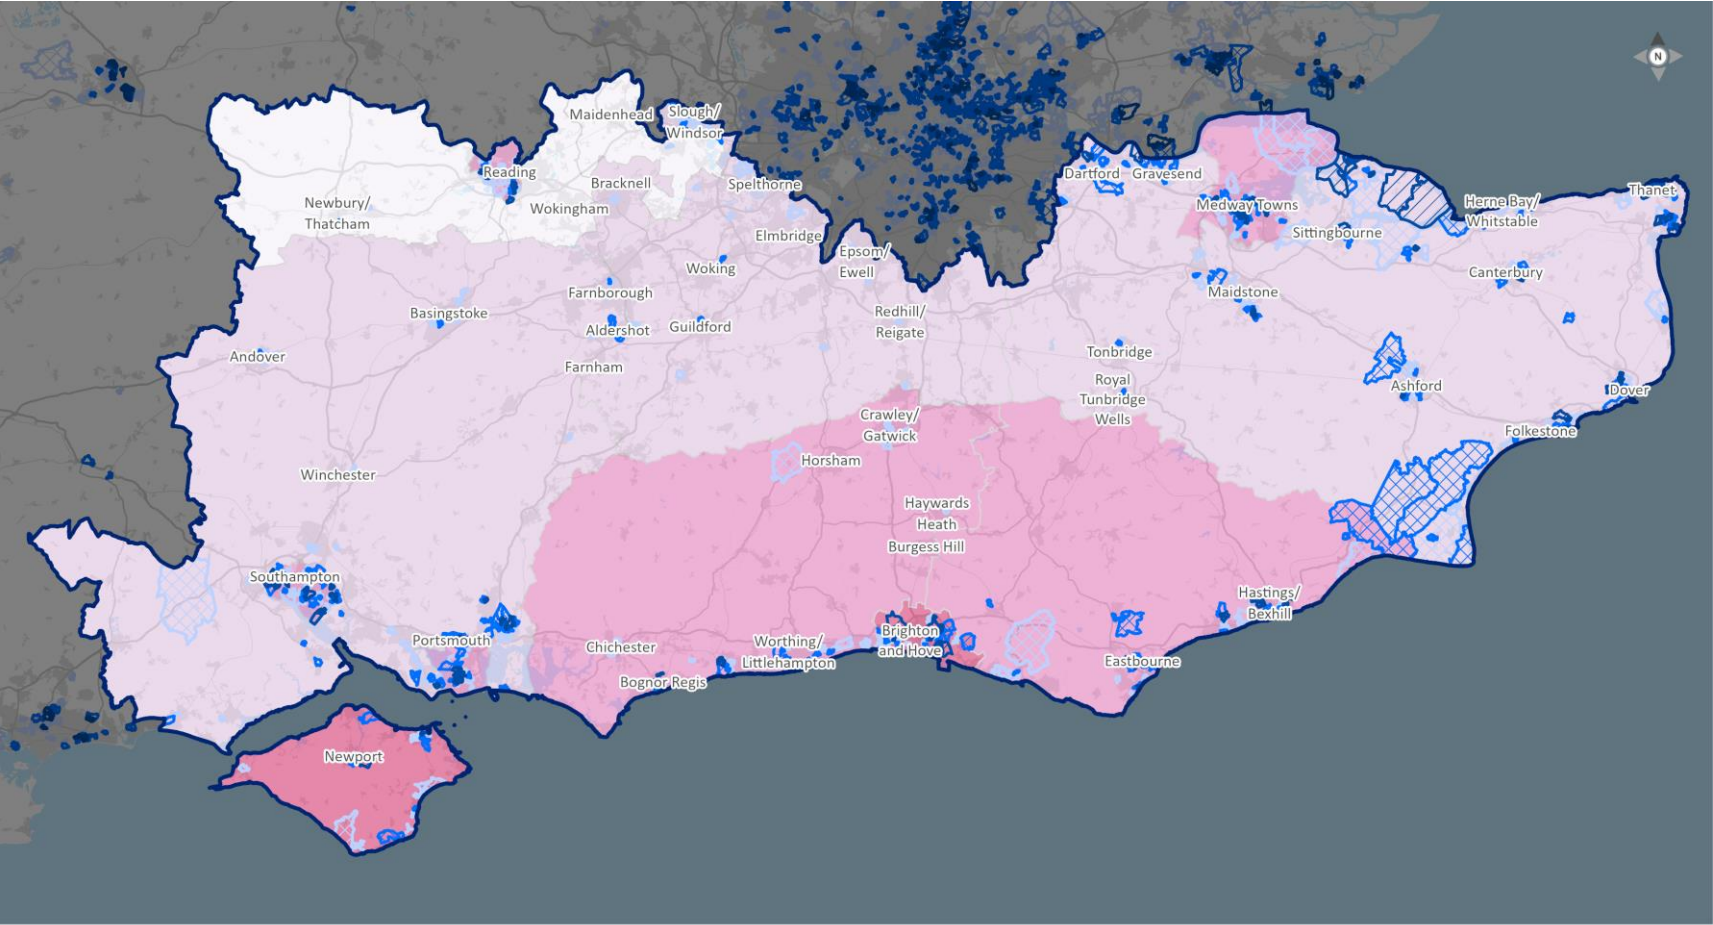 N
Maidenhead
Slough/
Windsor
Reading
Bracknell
Spelthorne
Dartford
Gravesend
Thanet
Newbury/
Thatcham
Wokingham
Medway Towns
Herne Bay/
Whitstable
Elmbridge
Sittingbourne
Epsom/
Ewell
Woking
Canterbury
Farnborough
Maidstone
Basingstoke
Redhill/
Reigate
Aldershot
Guildford
Andover
Tonbridge
Farnham
Royal
Tunbridge
Wells
Ashford
Dover
Crawley/
Gatwick
Folkestone
Horsham
Winchester
Haywards
Heath
Burgess Hill
Southampton
Hastings/
Bexhill
Portsmouth
Chichester
Worthing/
Littlehampton
Brighton
and Hove
Eastbourne
Bognor Regis
Newport